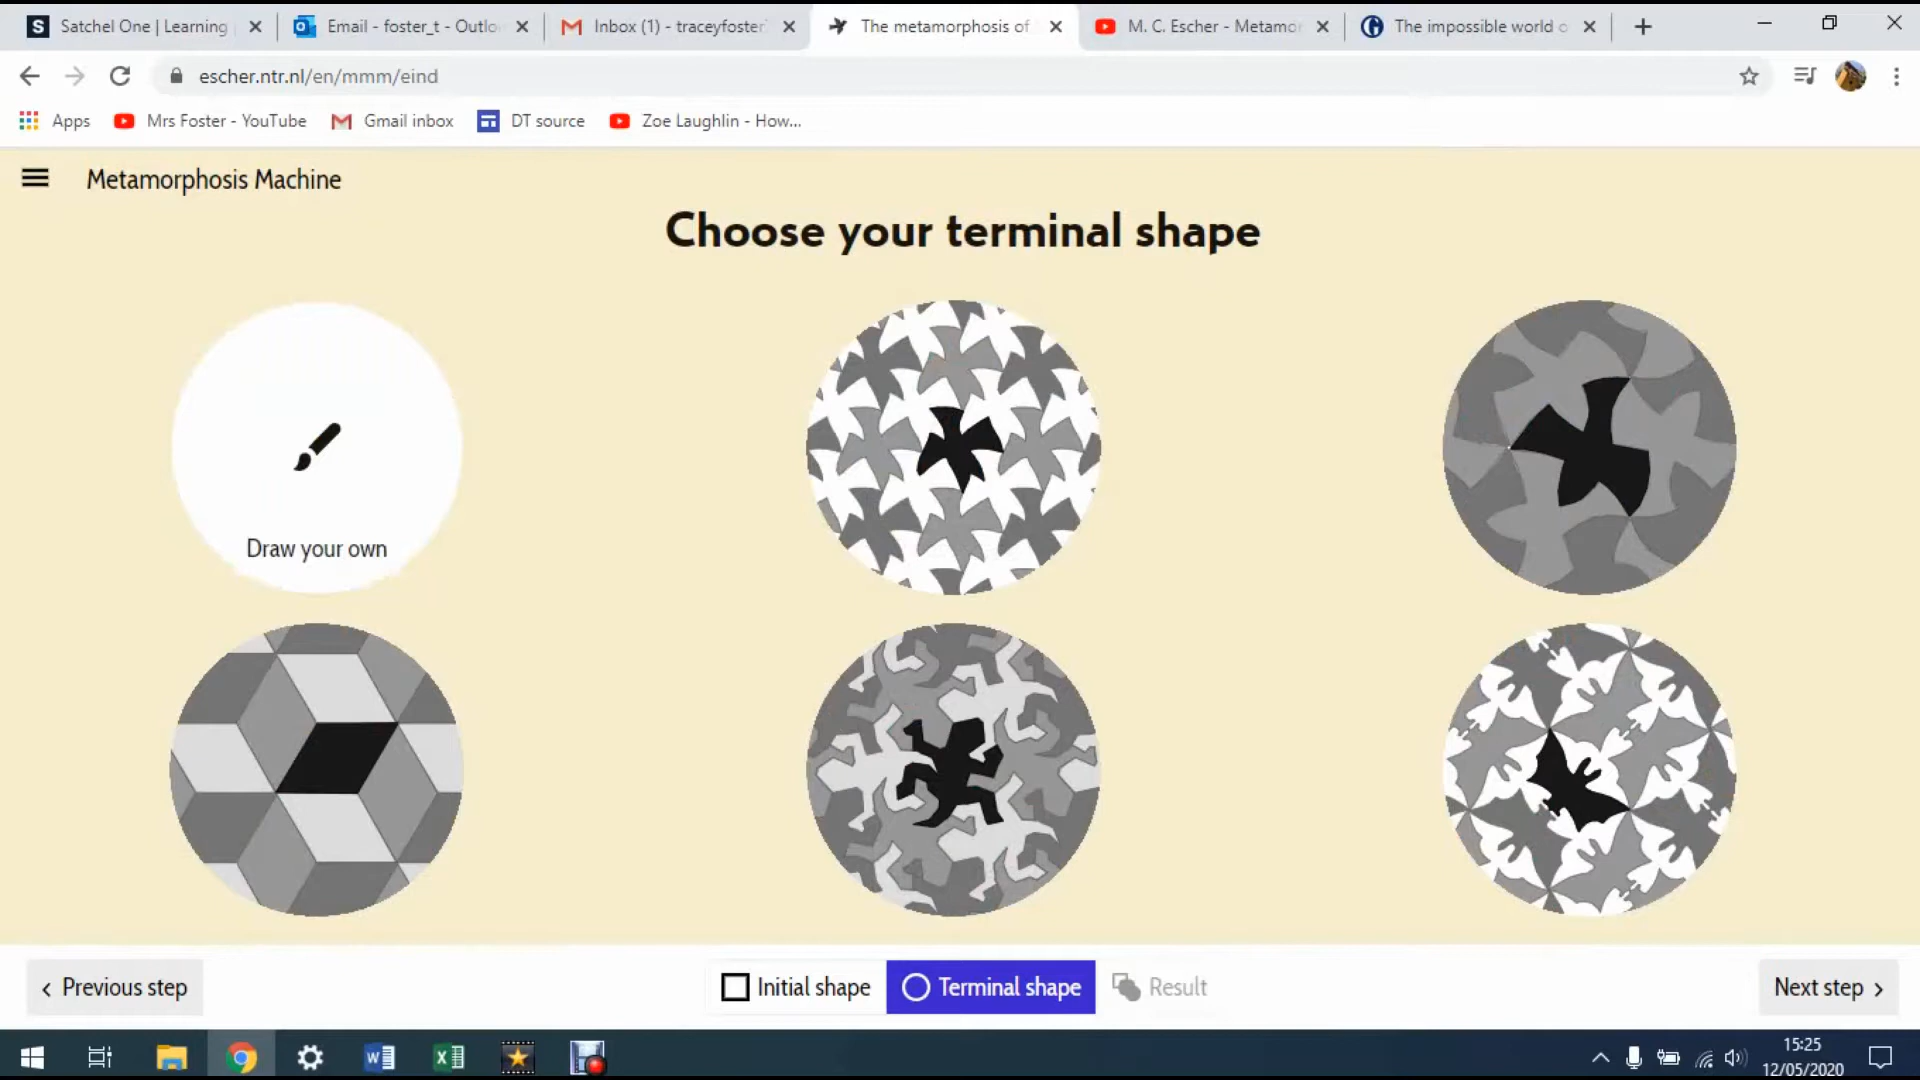 Satchel One | Learning
Email - foster_t - Outlo
Inbox (1) - traceyfoster
The metamorphosis of
M. C. Escher - Metamor
The impossible world o
escher.ntr.nl/en/mmm/eind
Apps
Mrs Foster - YouTube
Gmail inbox
DT source
Zoe Laughlin - How...
Metamorphosis Machine
Choose your terminal shape
Draw your own
‹ Previous step
Initial shape
Terminal shape
Result
Next step ›
15:25
12/05/2020